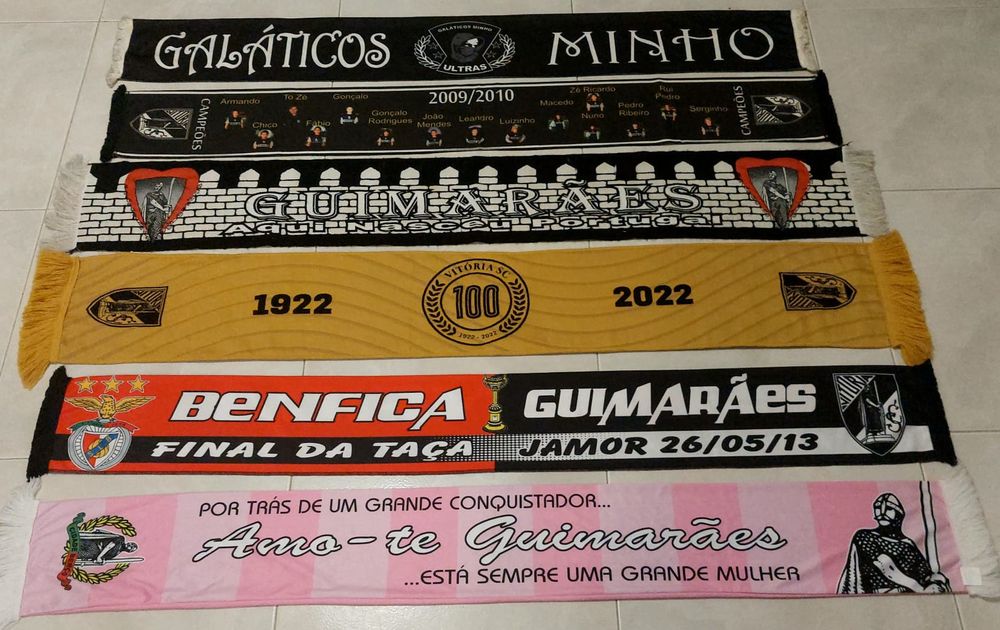 GALÁTICOS MINHO
GALATICOS MINHO
ULTRAS
2009/2010
CAMPEÕES
Armando
Chico
To Zé
Fábio
Gonçalo
Gonçalo
Rodrigues
João
Mendes
Leandro
Luizinho
Macedo
Zé Ricardo
Nuno
Pedro
Ribeiro
Rui
Pedro
Serginho
CAMPEÕES
GUIMARÃES
Aqui Nasceu Portugal
1922
VITÓRIA SC
100
1922 - 2022
2022
BENFICA GUIMARÃES
FINAL DA TAÇA JAMOR 26/05/13
POR TRÁS DE UM GRANDE CONQUISTADOR...
Amo-te Guimarães
...ESTÁ SEMPRE UMA GRANDE MULHER